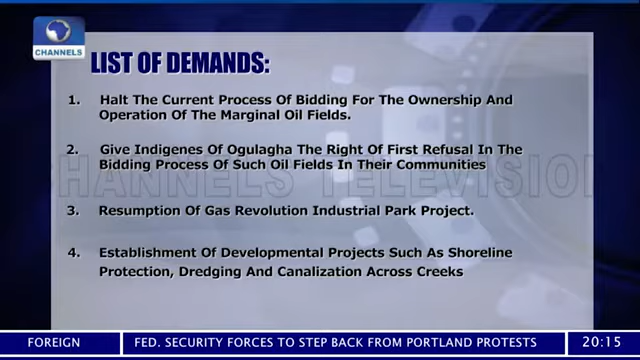 CHANNELS
LIST OF DEMANDS:
1. Halt The Current Process Of Bidding For The Ownership And
Operation Of The Marginal Oil Fields.
2. Give Indigenes Of Ogulagha The Right Of First Refusal In The
Bidding Process Of Such Oil Fields In Their Communities
CHANNELS TELEVISION
3. Resumption Of Gas Revolution Industrial Park Project.
4. Establishment Of Developmental Projects Such As Shoreline
Protection, Dredging And Canalization Across Creeks
FOREIGN FED. SECURITY FORCES TO STEP BACK FROM PORTLAND PROTESTS 20:15